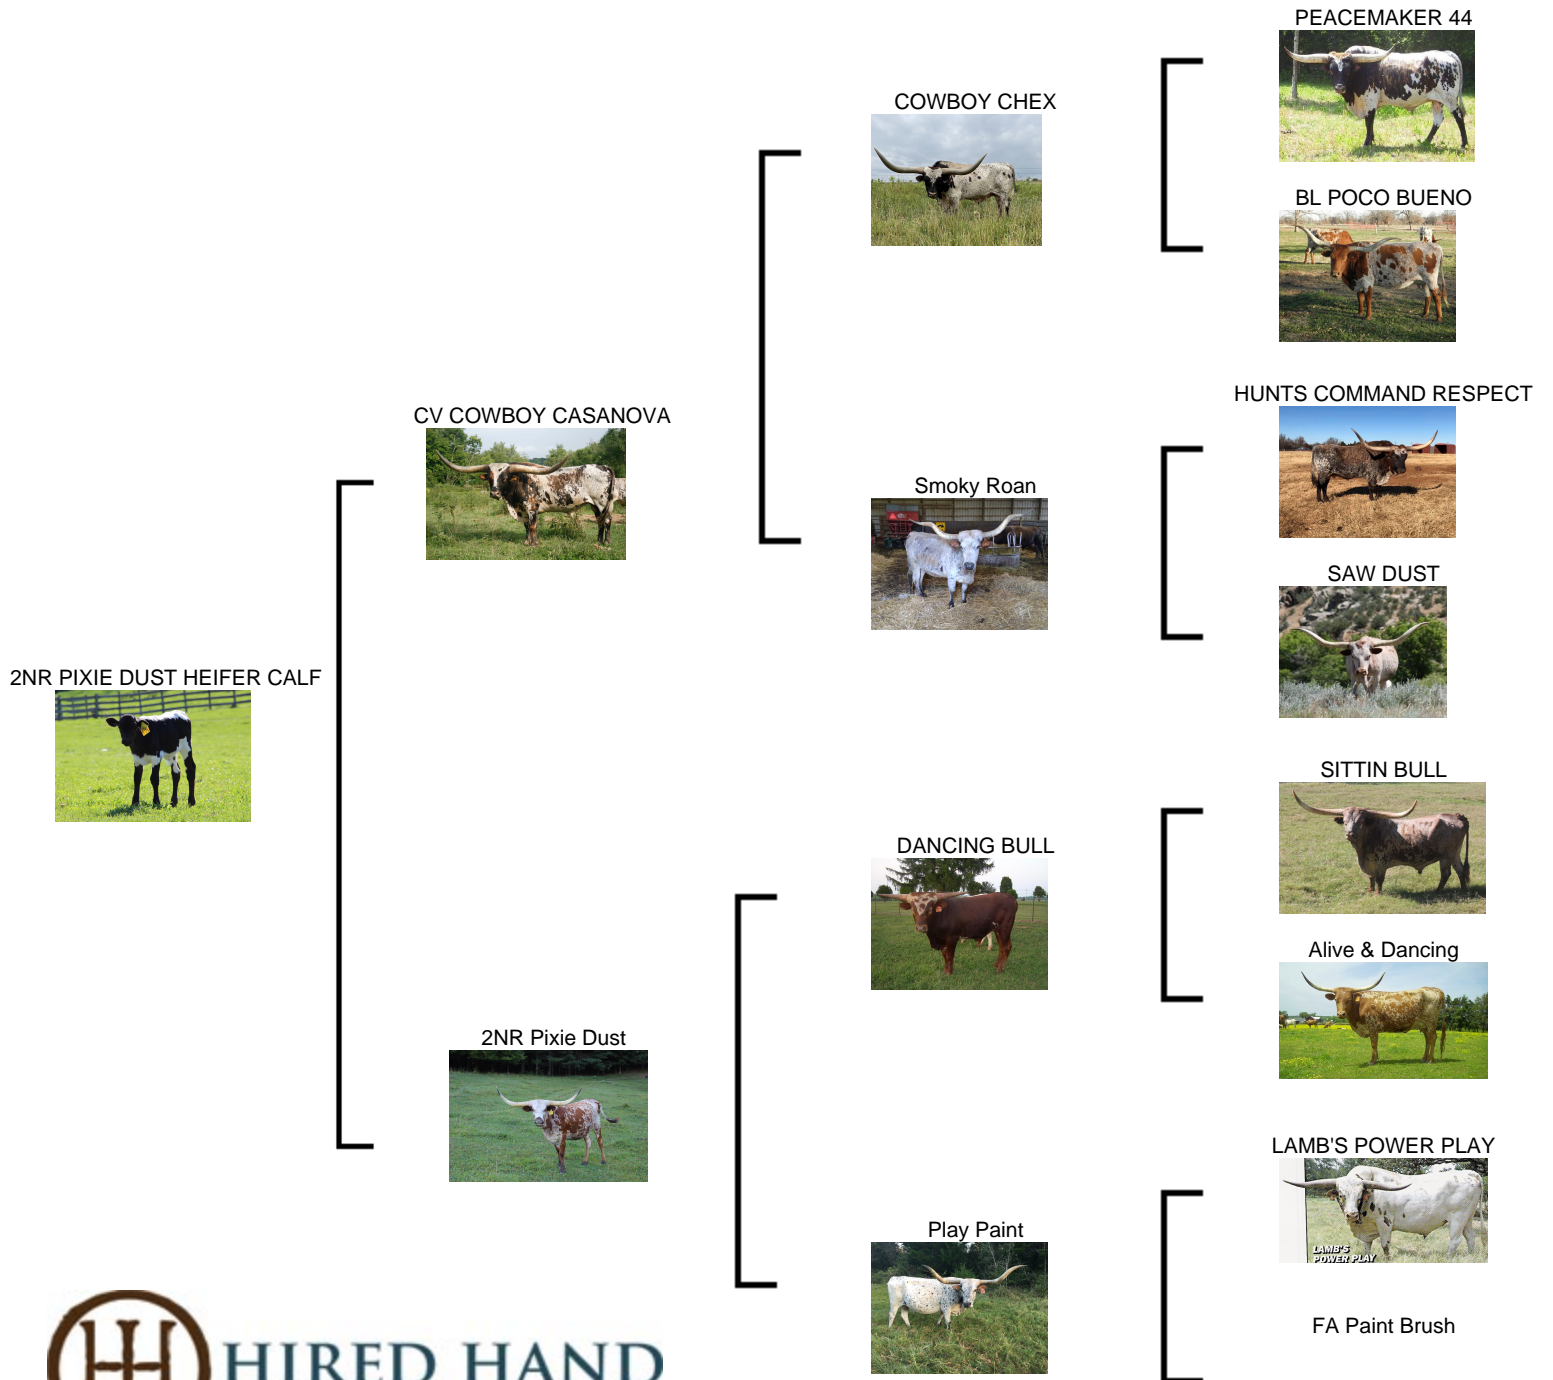 PEACEMAKER 44
COWBOY CHEX
BL POCO BUENO
HUNTS COMMAND RESPECT
CV COWBOY CASANOVA
Smoky Roan
SAW DUST
2NR PIXIE DUST HEIFER CALF
SITTIN BULL
DANCING BULL
Alive & Dancing
2NR Pixie Dust
LAMB'S POWER PLAY
LAMB'S
POWER PLAY
Play Paint
FA Paint Brush
HIRED HAND